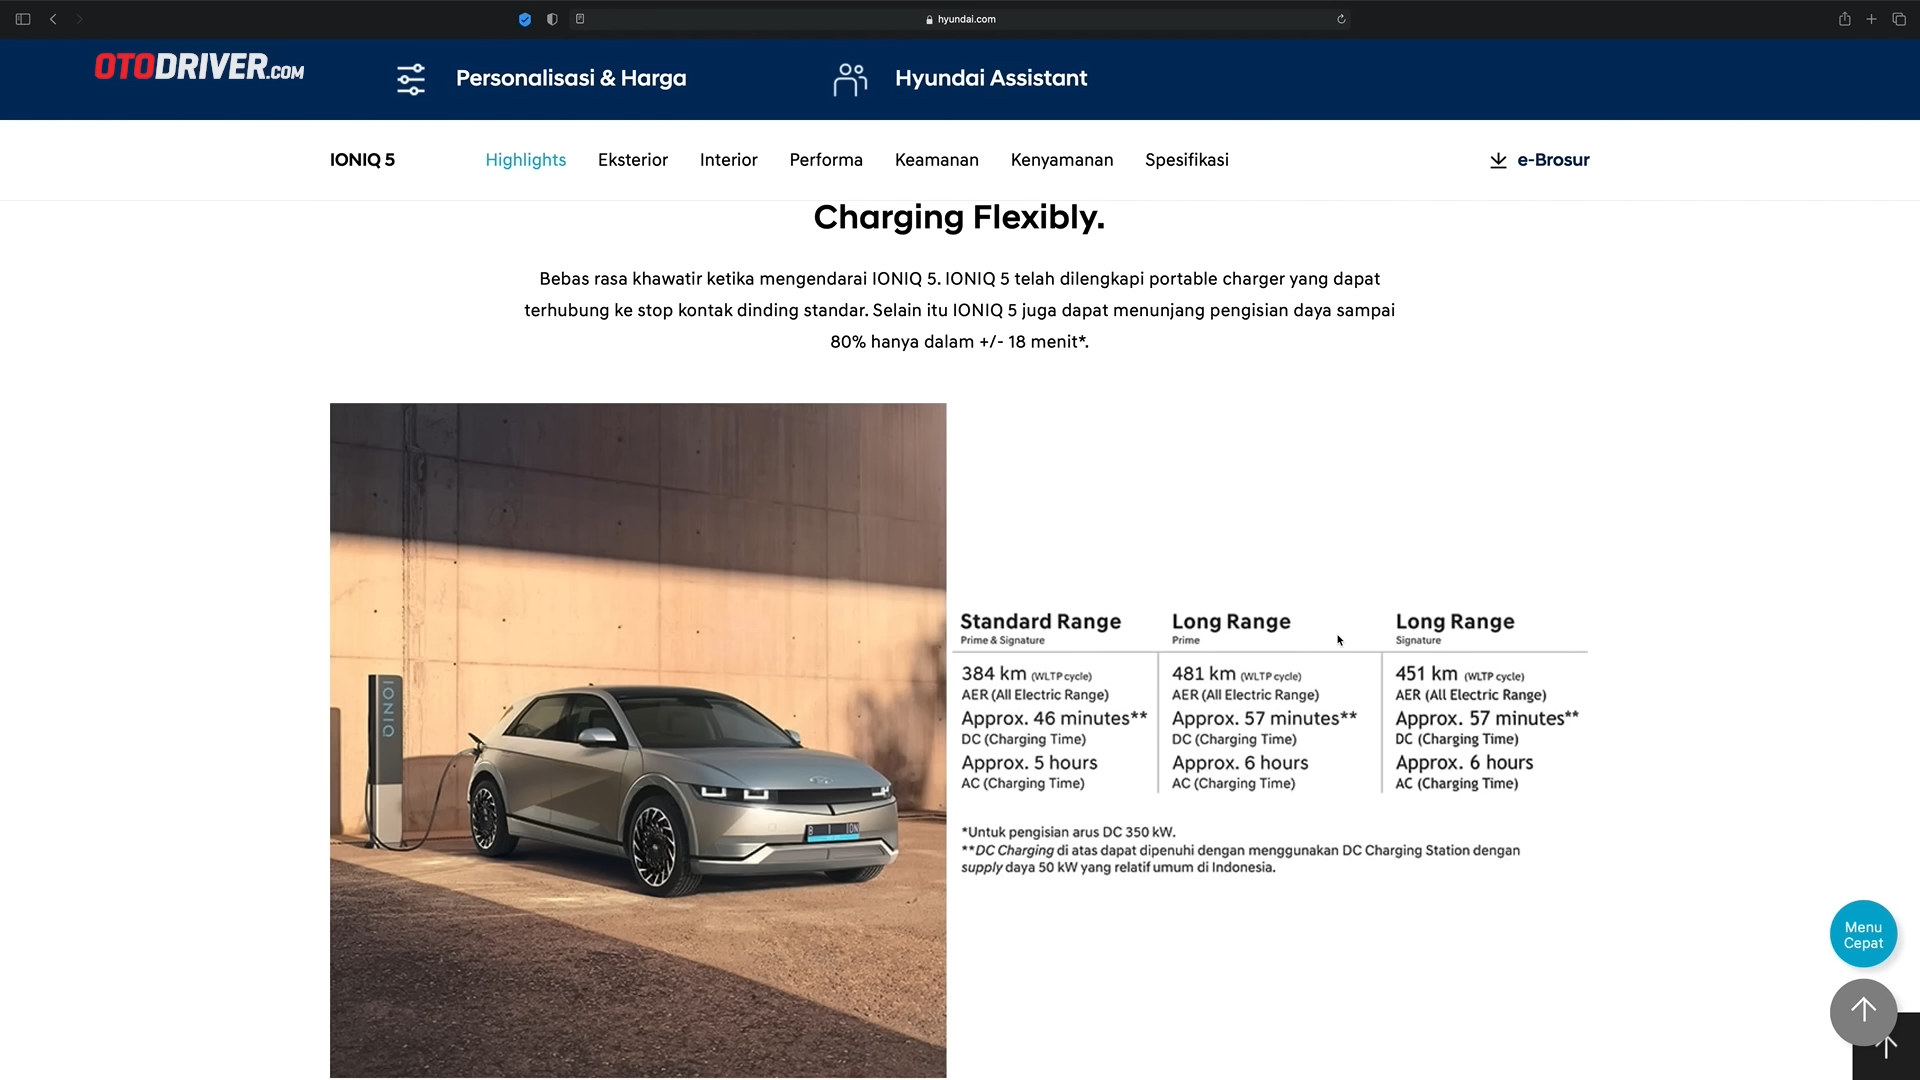 hyundai.com
OTODRIVER.COM
Personalisasi & Harga
Hyundai Assistant
IONIQ 5
Highlights
Eksterior
Interior
Performa
Keamanan
Kenyamanan
Spesifikasi
e-Brosur
Charging Flexibly.
Bebas rasa khawatir ketika mengendarai IONIQ 5. IONIQ 5 telah dilengkapi portable charger yang dapat
terhubung ke stop kontak dinding standar. Selain itu IONIQ 5 juga dapat menunjang pengisian daya sampai
80% hanya dalam +/- 18 menit*.
IONIQ
B 1 ION
Standard Range
Prime & Signature
384 km (WLTP cycle)
AER (All Electric Range)
Approx. 46 minutes**
DC (Charging Time)
Approx. 5 hours
AC (Charging Time)
Long Range
Prime
481 km (WLTP cycle)
AER (All Electric Range)
Approx. 57 minutes**
DC (Charging Time)
Approx. 6 hours
AC (Charging Time)
Long Range
Signature
451 km (WLTP cycle)
AER (All Electric Range)
Approx. 57 minutes**
DC (Charging Time)
Approx. 6 hours
AC (Charging Time)
*Untuk pengisian arus DC 350 kW.
**DC Charging di atas dapat dipenuhi dengan menggunakan DC Charging Station dengan
supply daya 50 kW yang relatif umum di Indonesia.
Menu
Cepat